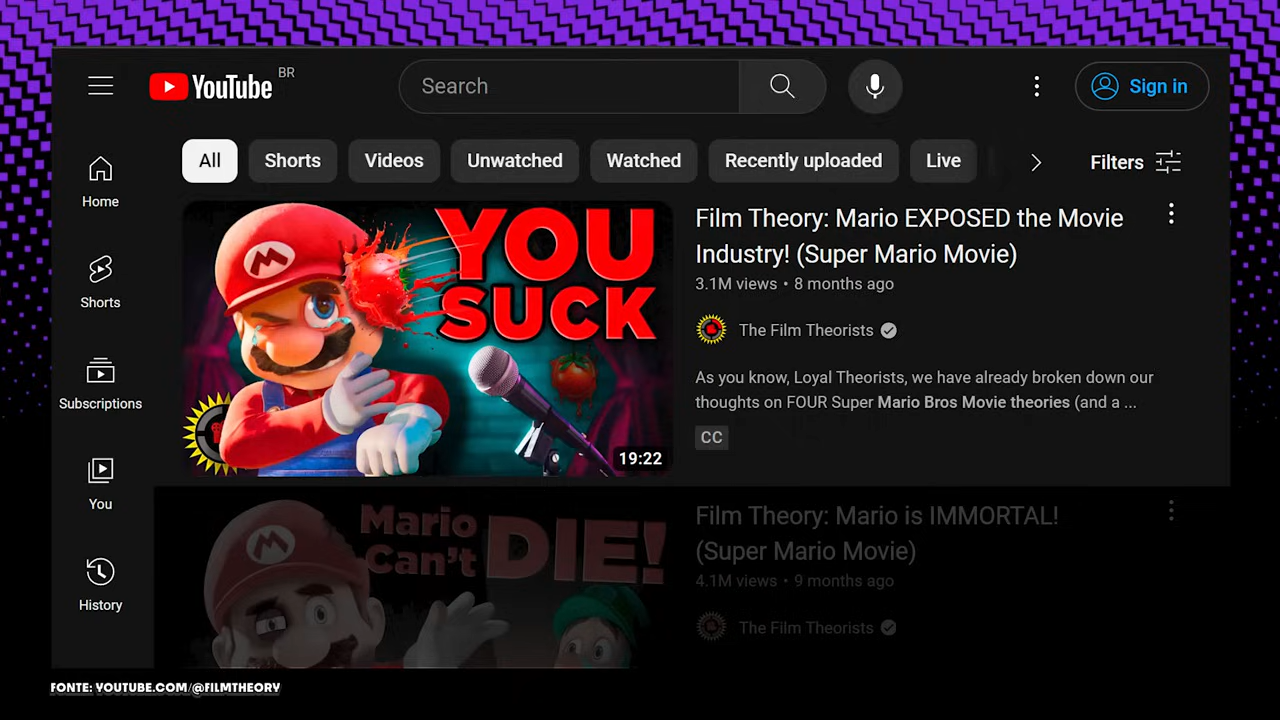 YouTube BR
Search
Sign in
All
Shorts
Videos
Unwatched
Watched
Recently uploaded
Live
Filters
Home
Shorts
Subscriptions
You
History
M
YOU
SUCK
19:22
Film Theory: Mario EXPOSED the Movie
Industry! (Super Mario Movie)
3.1M views • 8 months ago
The Film Theorists
As you know, Loyal Theorists, we have already broken down our
thoughts on FOUR Super Mario Bros Movie theories (and a ...
CC
M
Mario
Can't DIE!
Film Theory: Mario is IMMORTAL!
(Super Mario Movie)
4.1M views • 9 months ago
The Film Theorists
FONTE: YOUTUBE.COM/@FILMTHEORY